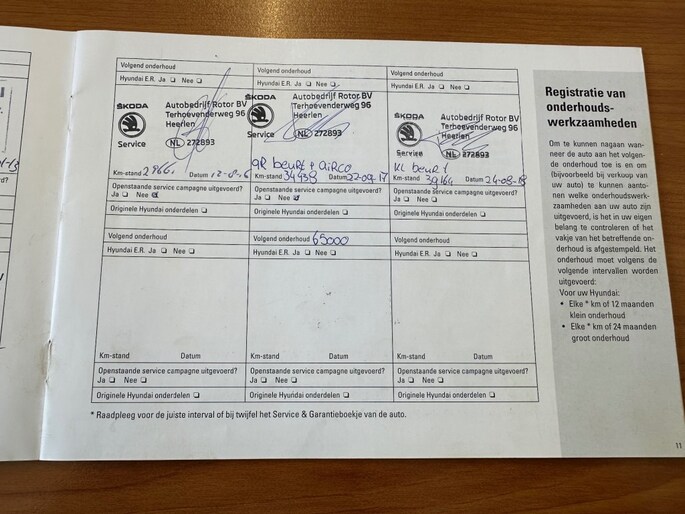 Volgend onderhoud
Hyundai E.R. Ja ❑ Nee ❑
ŠKODA
Service
Autobedrijf Rotor BV
Terhoevenderweg 96
Heerlen
NL 272893
Km-stand Datum
Openstaande service campagne uitgevoerd?
Ja ❑ Nee
Originele Hyundai onderdelen ❑
Volgend onderhoud
Hyundai E.R. Ja ❑ Nee ❑
ŠKODA
Service
Autobedrijf Rotor BV
Terhoevenderweg 96
Heerlen
NL 272893
GR beurt + airco
Km-stand 34438 Datum 27-09-17
Openstaande service campagne uitgevoerd?
Ja ❑ Nee
Originele Hyundai onderdelen ❑
Volgend onderhoud
Hyundai E.R. Ja ❑ Nee ❑
ŠKODA
Service
Autobedrijf Rotor BV
Terhoevenderweg 96
Heerlen
NL 272893
KL beurt
Km-stand 39164 Datum 24-08-18
Openstaande service campagne uitgevoerd?
Ja ❑ Nee ❑
Originele Hyundai onderdelen ❑
Volgend onderhoud
Hyundai E.R. Ja ❑ Nee ❑
Km-stand Datum
Openstaande service campagne uitgevoerd?
Ja ❑ Nee ❑
Originele Hyundai onderdelen ❑
Volgend onderhoud 65000
Hyundai E.R. Ja ❑ Nee ❑
Km-stand Datum
Openstaande service campagne uitgevoerd?
Ja ❑ Nee ❑
Originele Hyundai onderdelen ❑
Volgend onderhoud
Hyundai E.R. Ja ❑ Nee ❑
Km-stand Datum
Openstaande service campagne uitgevoerd?
Ja ❑ Nee ❑
Originele Hyundai onderdelen ❑
* Raadpleeg voor de juiste interval of bij twijfel het Service & Garantieboekje van de auto.
Registratie van
onderhouds-
werkzaamheden
Om te kunnen nagaan wan-
neer de auto aan het volgen-
de onderhoud toe is en om
(bijvoorbeeld bij verkoop van
uw auto) te kunnen aanto-
nen welke onderhoudswerk-
zaamheden aan uw auto zijn
uitgevoerd, is het in uw eigen
belang te controleren of het
vakje van het betreffende on-
derhoud is afgestempeld. Het
onderhoud moet volgens de
volgende intervallen worden
uitgevoerd:
Voor uw Hyundai:
• Elke * km of 12 maanden
klein onderhoud
• Elke * km of 24 maanden
groot onderhoud
11